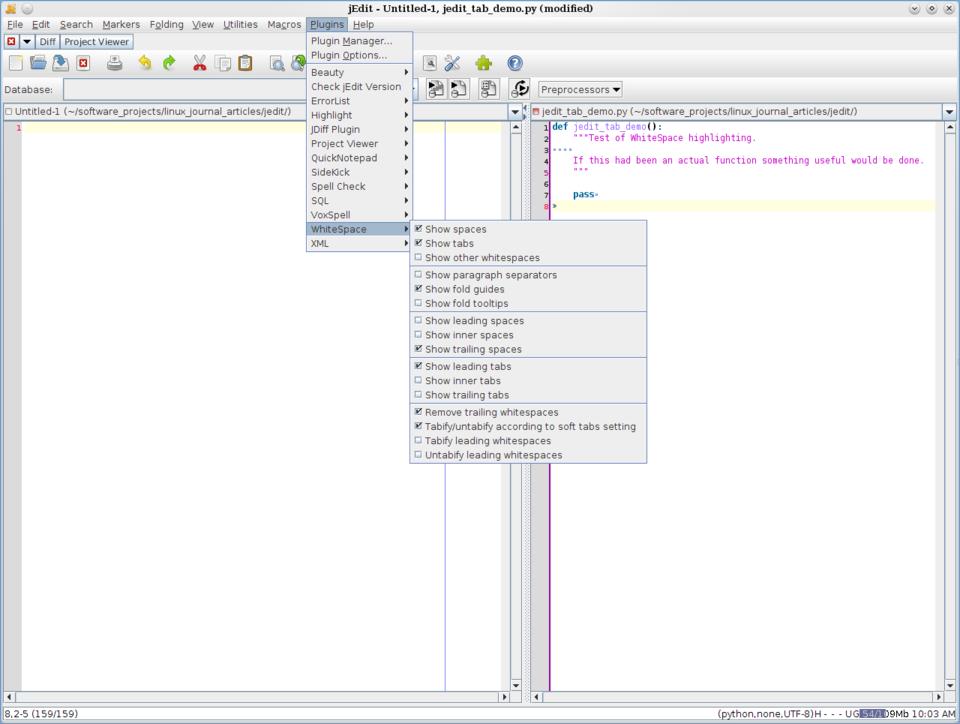 jEdit - Untitled-1, jedit_tab_demo.py (modified)
File Edit Search Markers Folding View Utilities Macros Plugins Help
Diff Project Viewer
Database:
Preprocessors
Untitled-1 (~/software_projects/linux_journal_articles/jedit/)
1
Plugin Manager...
Plugin Options...
Beauty
Check jEdit Version
ErrorList
Highlight
JDiff Plugin
Project Viewer
QuickNotepad
SideKick
Spell Check
SQL
VoxSpell
WhiteSpace
XML
Show spaces
Show tabs
Show other whitespaces
Show paragraph separators
Show fold guides
Show fold tooltips
Show leading spaces
Show inner spaces
Show trailing spaces
Show leading tabs
Show inner tabs
Show trailing tabs
Remove trailing whitespaces
Tabify/untabify according to soft tabs setting
Tabify leading whitespaces
Untabify leading whitespaces
jedit_tab_demo.py (~/software_projects/linux_journal_articles/jedit/)
1 def jedit_tab_demo():
2 """Test of WhiteSpace highlighting.
3
4 If this had been an actual function something useful would be done.
5 """
6
7 pass
8 »
8,2-5 (159/159)
(python,none,UTF-8)H - - - UG 54/109Mb 10:03 AM